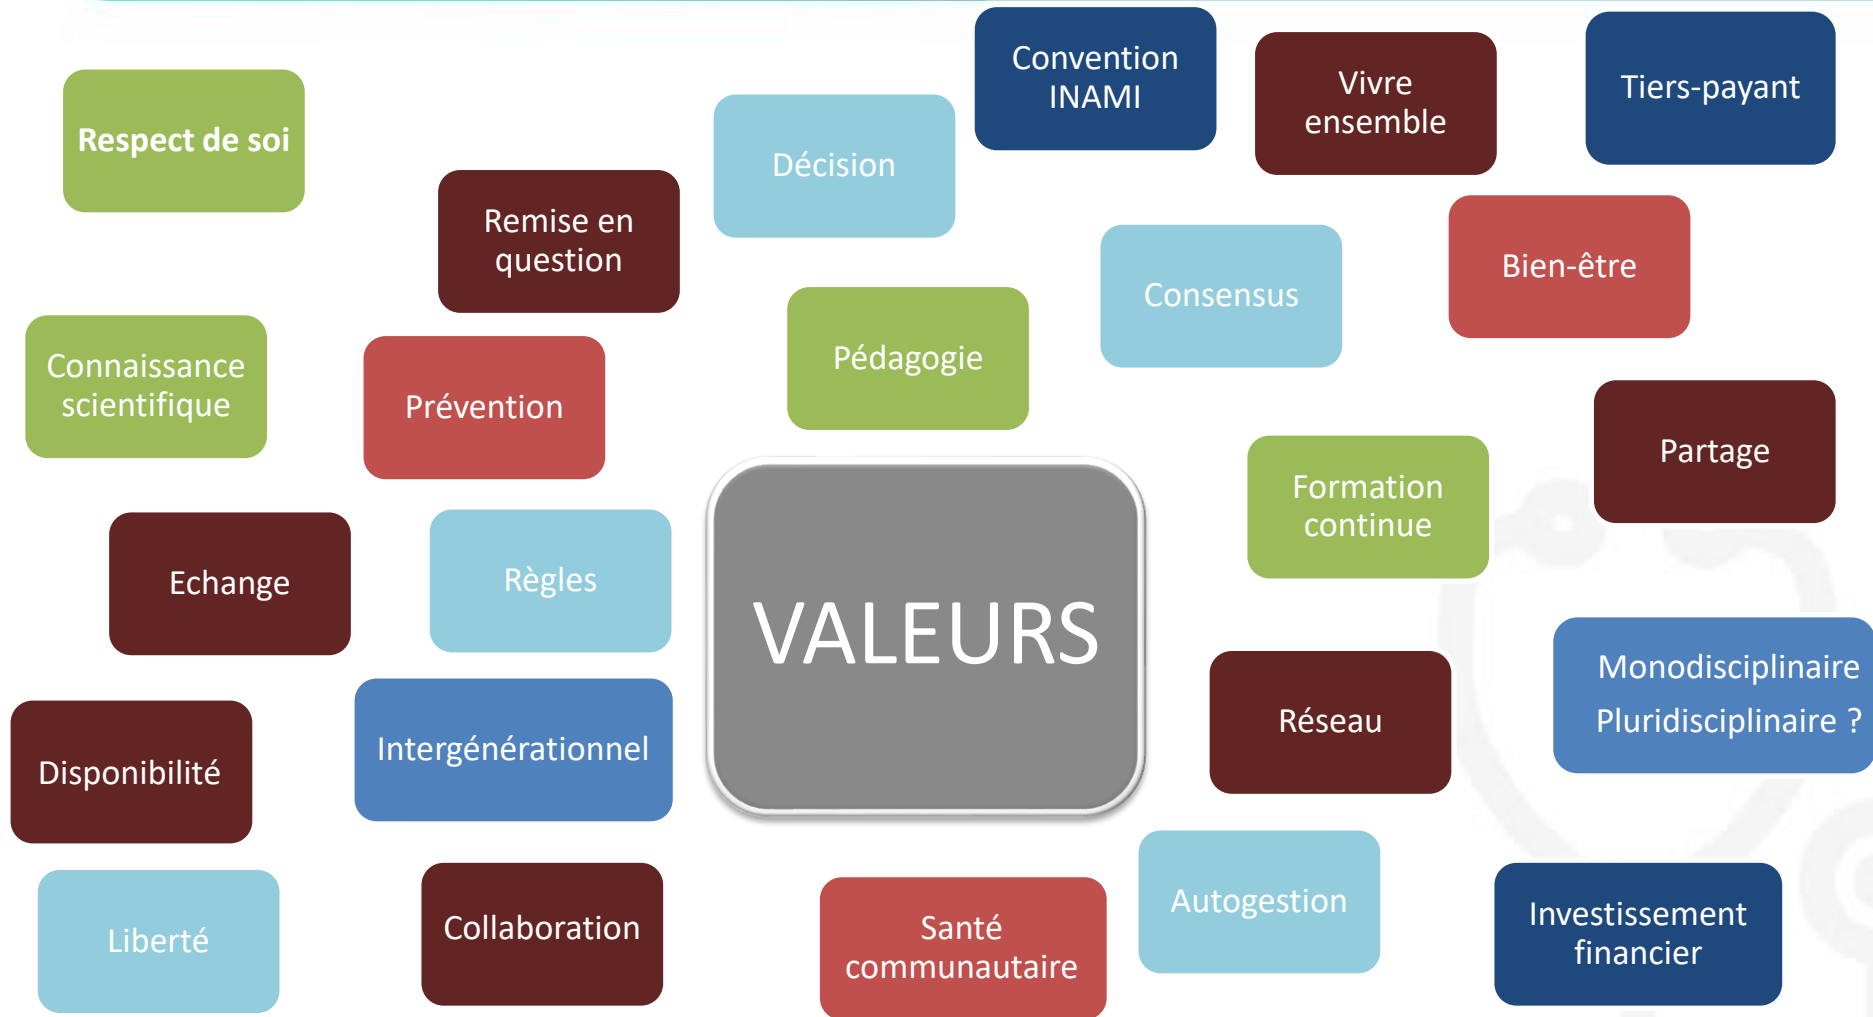 Convention
INAMI
Vivre
ensemble
Tiers-payant
Respect de soi
Décision
Remise en
question
Bien-être
Consensus
Connaissance
scientifique
Prévention
Pédagogie
Partage
Formation
continue
Echange
Règles
VALEURS
Monodisciplinaire
Pluridisciplinaire ?
Réseau
Intergénérationnel
Disponibilité
Autogestion
Liberté
Collaboration
Santé
communautaire
Investissement
financier